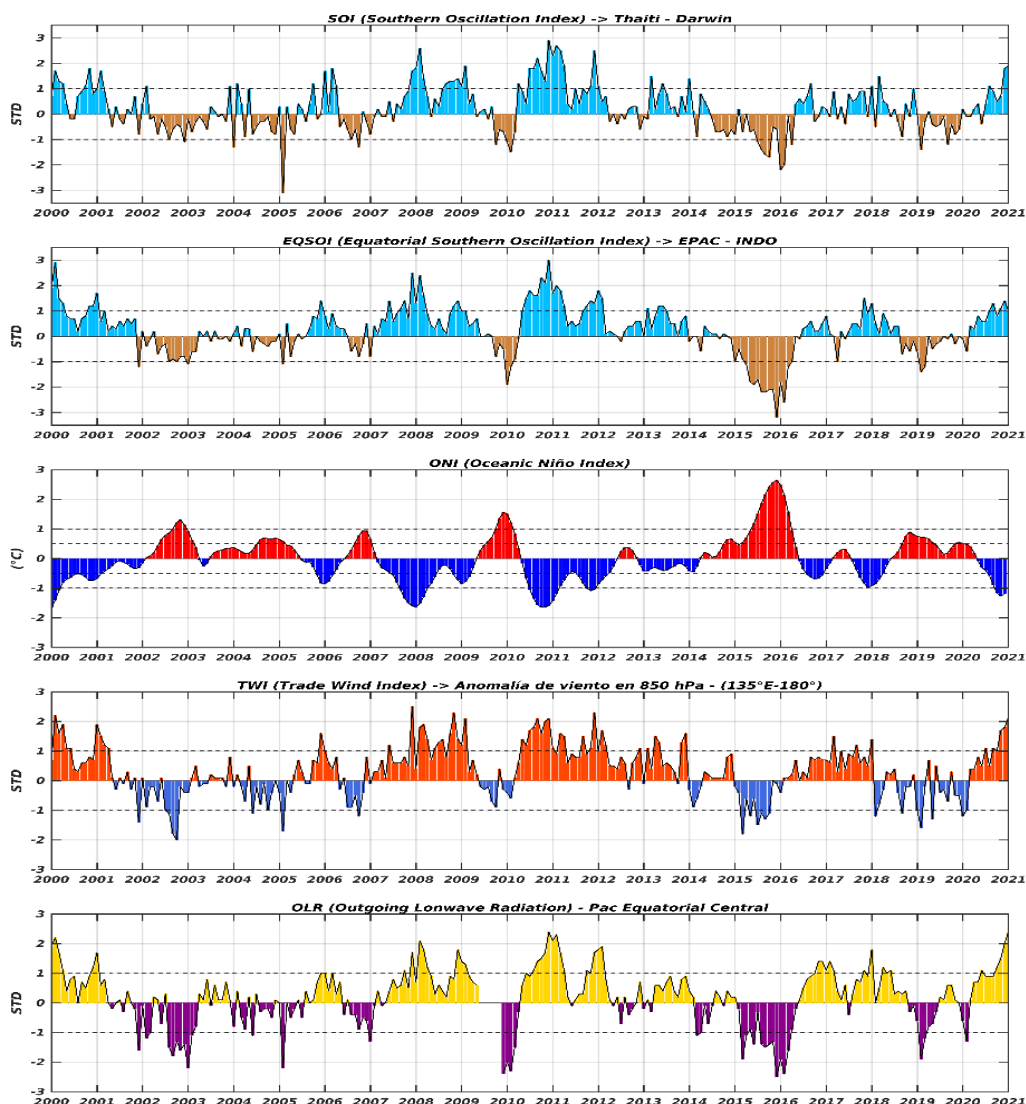 SOI (Southern Oscillation Index) -> Thaiti - Darwin
3
2
1
0
-1
-2
-3
STD
2000 2001 2002 2003 2004 2005 2006 2007 2008 2009 2010 2011 2012 2013 2014 2015 2016 2017 2018 2019 2020 2021
EQSOI (Equatorial Southern Oscillation Index) -> EPAC - INDO
3
2
1
0
-1
-2
-3
STD
2000 2001 2002 2003 2004 2005 2006 2007 2008 2009 2010 2011 2012 2013 2014 2015 2016 2017 2018 2019 2020 2021
ONI (Oceanic Niño Index)
3
2
1
0
-1
-2
-3
(°C)
2000 2001 2002 2003 2004 2005 2006 2007 2008 2009 2010 2011 2012 2013 2014 2015 2016 2017 2018 2019 2020 2021
TWI (Trade Wind Index) -> Anomalía de viento en 850 hPa - (135°E-180°)
3
2
1
0
-1
-2
-3
STD
2000 2001 2002 2003 2004 2005 2006 2007 2008 2009 2010 2011 2012 2013 2014 2015 2016 2017 2018 2019 2020 2021
OLR (Outgoing Lonwave Radiation) - Pac Equatorial Central
3
2
1
0
-1
-2
-3
STD
2000 2001 2002 2003 2004 2005 2006 2007 2008 2009 2010 2011 2012 2013 2014 2015 2016 2017 2018 2019 2020 2021